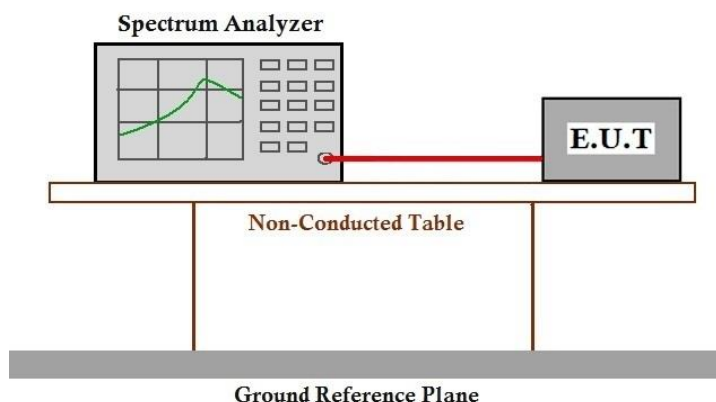 Spectrum Analyzer
E.U.T
Non-Conducted Table
Ground Reference Plane